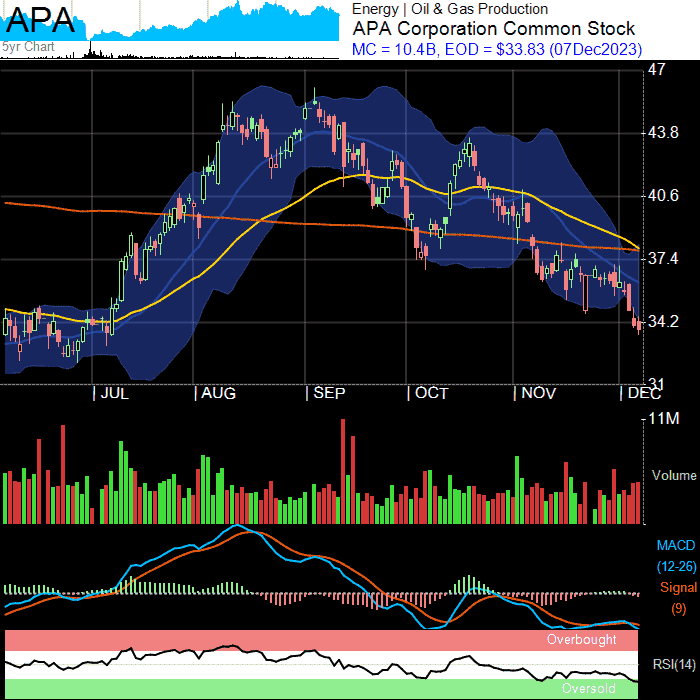 APA
5yr Chart
Energy | Oil & Gas Production
APA Corporation Common Stock
MC = 10.4B, EOD = $33.83 (07Dec2023)
47
43.8
40.6
37.4
34.2
31
| JUL | AUG | SEP | OCT | NOV | DEC
11M
Volume
MACD
(12-26)
Signal
(9)
Overbought
RSI(14)
Oversold